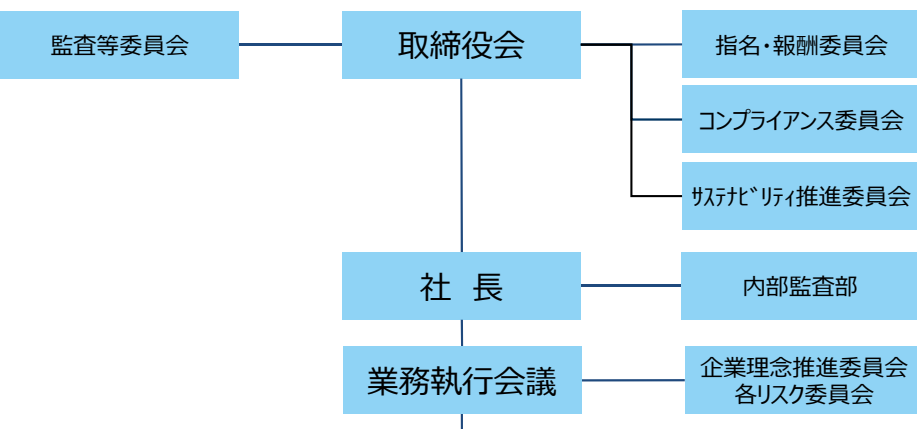 監査等委員会
取締役会
指名・報酬委員会
コンプライアンス委員会
ｻｽﾃﾅﾋﾞﾘﾃｨ推進委員会
社 長
内部監査部
業務執行会議
企業理念推進委員会
各リスク委員会